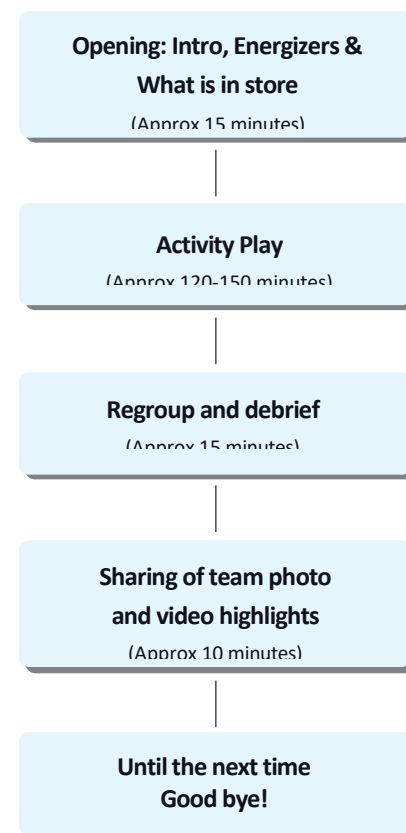 Opening: Intro, Energizers &
What is in store
(Approx 15 minutes)
Activity Play
(Approx 120-150 minutes)
Regroup and debrief
(Approx 15 minutes)
Sharing of team photo
and video highlights
(Approx 10 minutes)
Until the next time
Good bye!